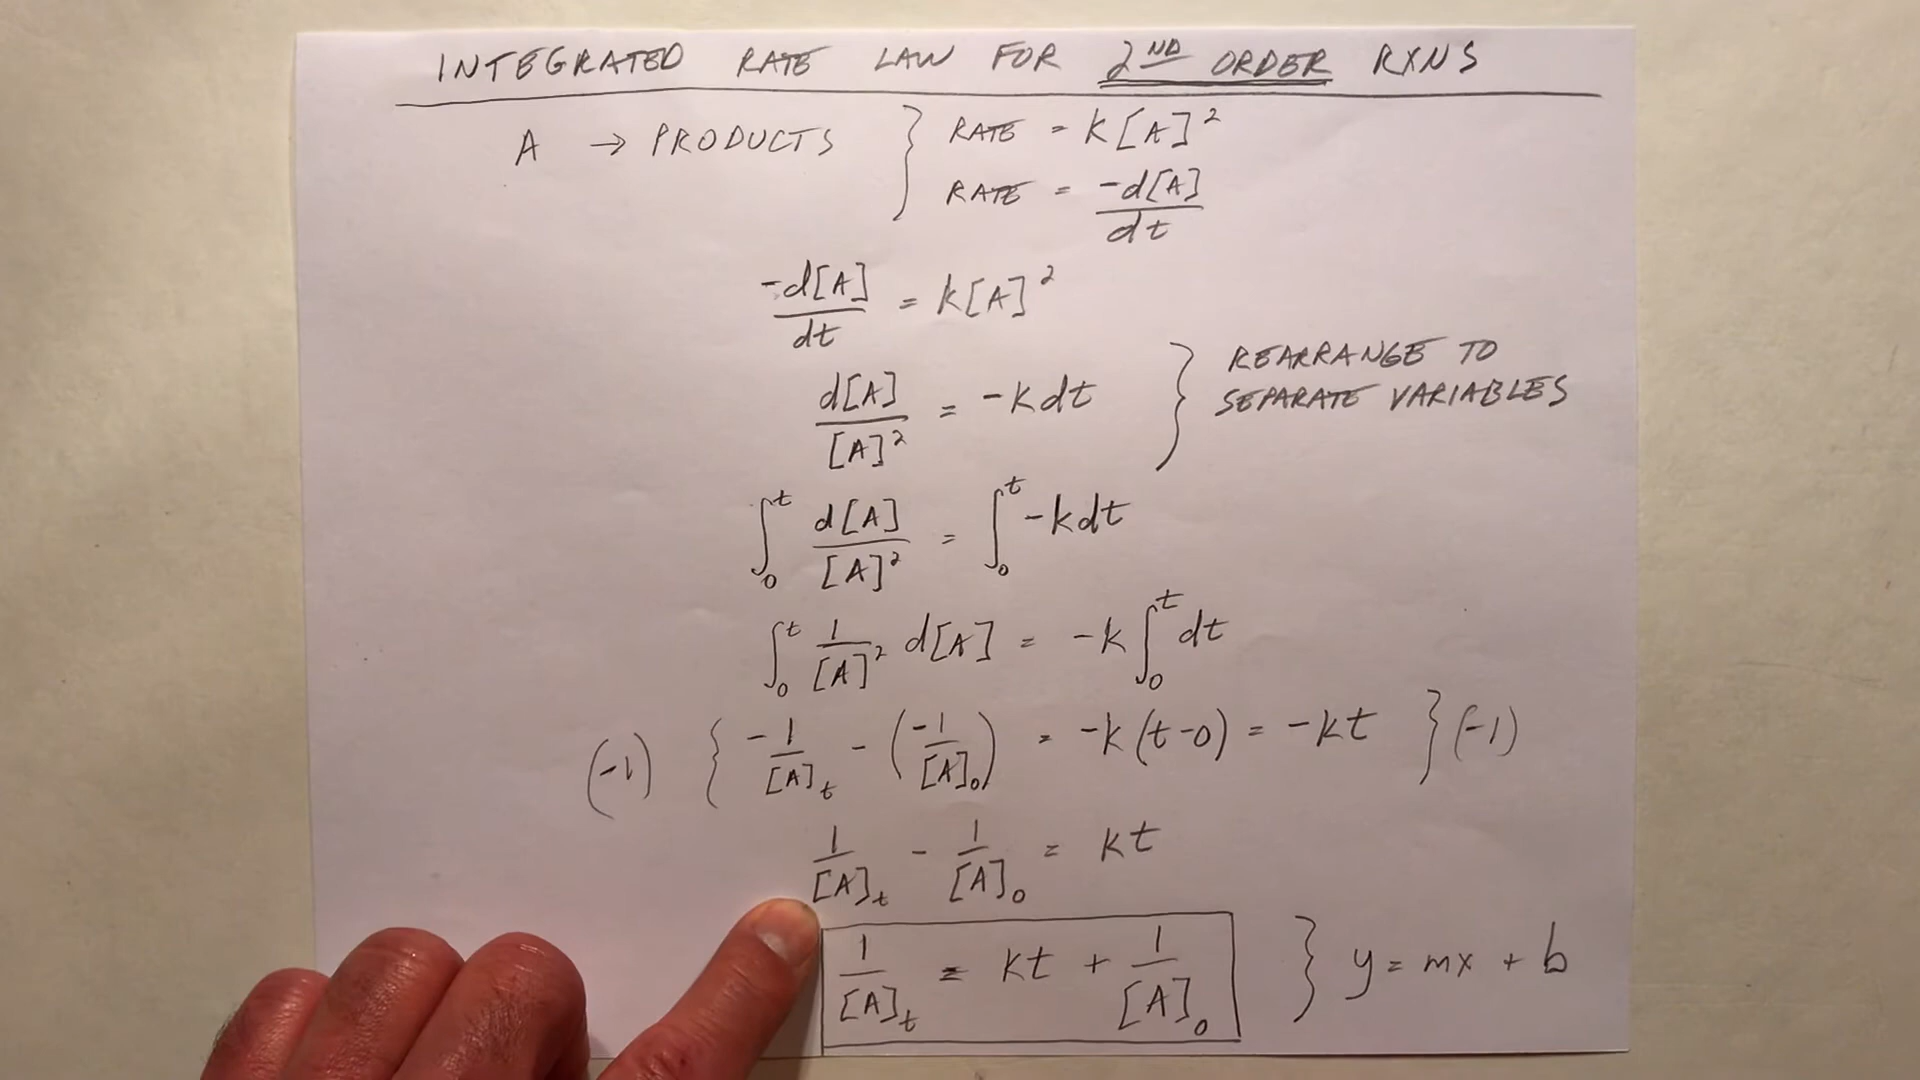 INTEGRATED RATE LAW FOR 2ND ORDER RXNS
A → PRODUCTS } RATE = k[A]²
RATE = -d[A]/dt
-d[A]/dt = k[A]²
d[A]/[A]² = -kdt } REARRANGE TO SEPARATE VARIABLES
∫₀ᵗ d[A]/[A]² = ∫₀ᵗ -kdt
∫₀ᵗ 1/[A]² d[A] = -k ∫₀ᵗ dt
(-1) { -1/[A]ₜ - (-1/[A]₀) = -k(t-0) = -kt } (-1)
1/[A]ₜ - 1/[A]₀ = kt
1/[A]ₜ = kt + 1/[A]₀ } y = mx + b